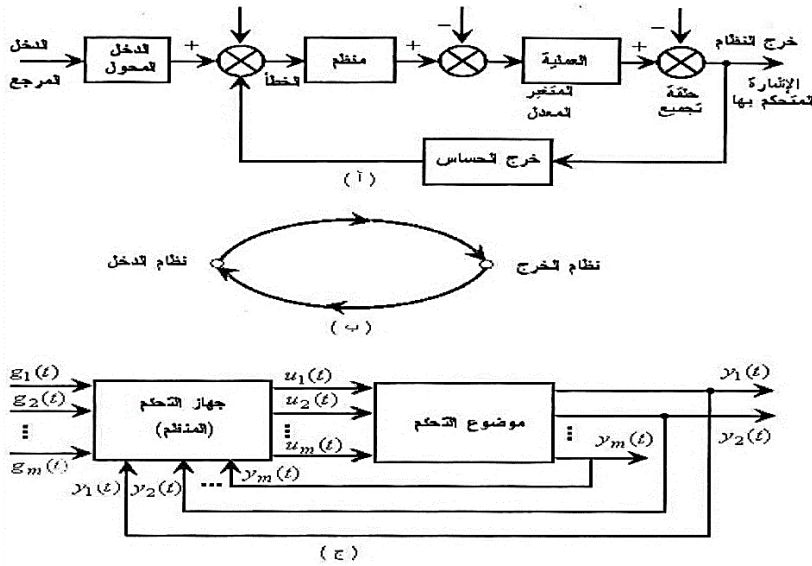 الدخل
المرجع
الدخل
المحول
+
الخطأ
منظم
+
−
العملية
المتغير
المعدل
+
−
حلقة
تجميع
خرج النظام
الإشارة
المتحكم بها
خرج الحساس
(آ)
نظام الدخل
نظام الخرج
(ب)
g1(t)
g2(t)
⋮
gm(t)
جهاز التحكم
(المنظم)
u1(t)
u2(t)
⋮
um(t)
موضوع التحكم
y1(t)
y2(t)
⋮
ym(t)
y1(t) y2(t) ... ym(t)
(ج)